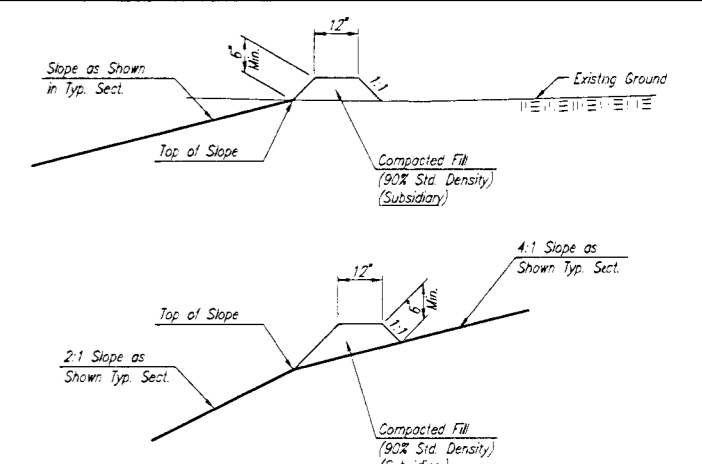 12"
6"
Min.
1:1
Slope as Shown
in Typ. Sect.
Existing Ground
Top of Slope
Compacted Fill
(90% Std. Density)
(Subsidiary)
4:1 Slope as
Shown Typ. Sect.
12"
6"
Min.
1:1
Top of Slope
2:1 Slope as
Shown Typ. Sect.
Compacted Fill
(90% Std. Density)